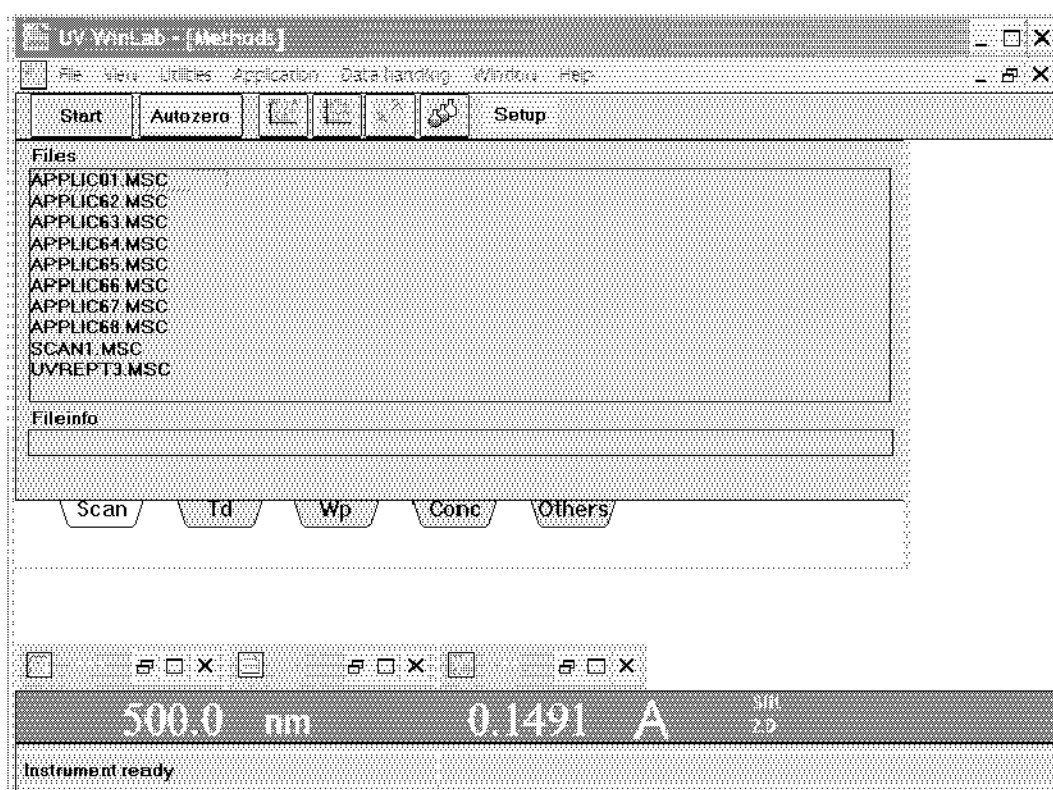 UV WinLab - [Methods]
File View Utilities Application Data handling Window Help
Start Autozero Setup
Files
APPLIC01.MSC
APPLIC62.MSC
APPLIC63.MSC
APPLIC64.MSC
APPLIC65.MSC
APPLIC66.MSC
APPLIC67.MSC
APPLIC68.MSC
SCAN1.MSC
UVREPT3.MSC
Fileinfo
Scan Td Wp Conc Others
500.0 nm 0.1491 A
2.0
Instrument ready